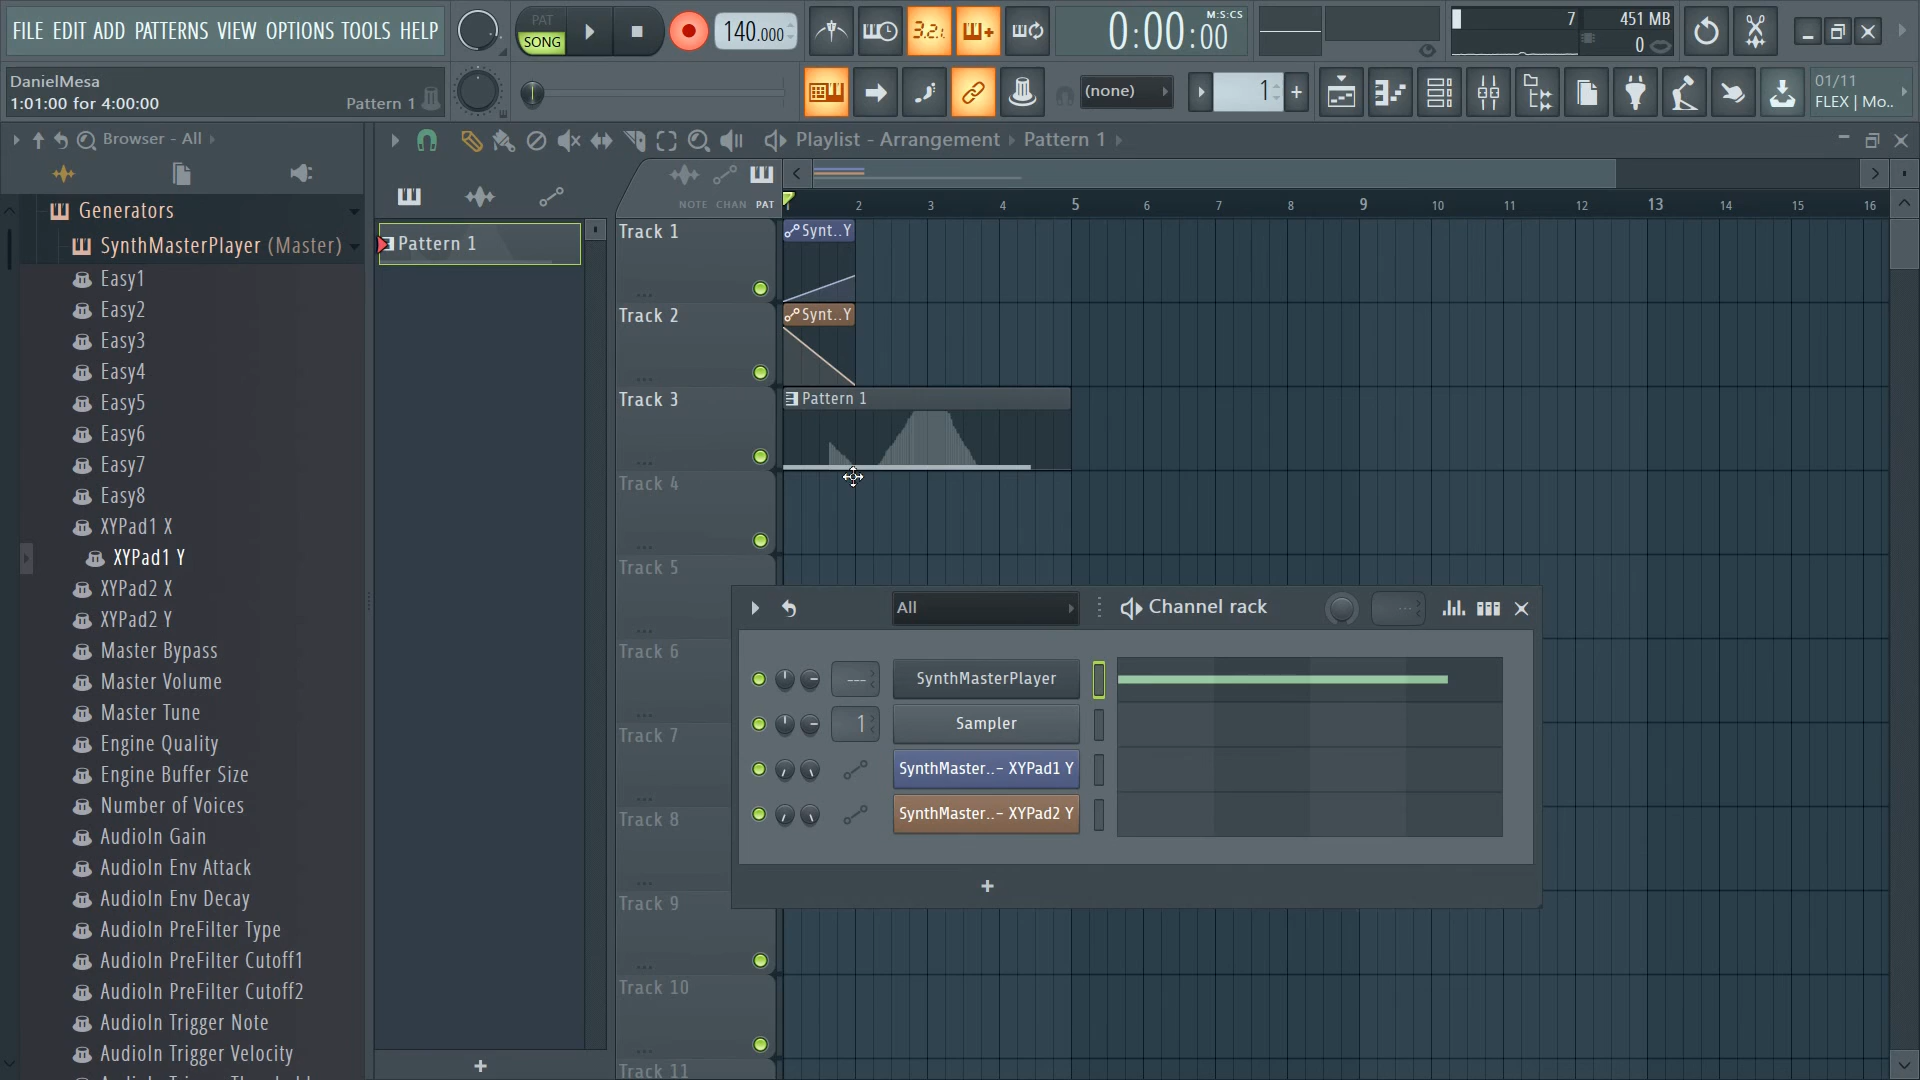 FILE EDIT ADD PATTERNS VIEW OPTIONS TOOLS HELP
PAT
SONG
140.000
3.2.1
0:00:00
M:S:CS
7
451 MB
0
DanielMesa
1:01:00 for 4:00:00
Pattern 1
(none)
1
+
01/11
FLEX | Mo..
Browser - All
Playlist - Arrangement › Pattern 1 ›
NOTE CHAN PAT
1 2 3 4 5 6 7 8 9 10 11 12 13 14 15 16
Generators
SynthMasterPlayer (Master)
Easy1
Easy2
Easy3
Easy4
Easy5
Easy6
Easy7
Easy8
XYPad1 X
XYPad1 Y
XYPad2 X
XYPad2 Y
Master Bypass
Master Volume
Master Tune
Engine Quality
Engine Buffer Size
Number of Voices
AudioIn Gain
AudioIn Env Attack
AudioIn Env Decay
AudioIn PreFilter Type
AudioIn PreFilter Cutoff1
AudioIn PreFilter Cutoff2
AudioIn Trigger Note
AudioIn Trigger Velocity
Pattern 1
+
Track 1
Synt..Y
Track 2
Synt..Y
Track 3
Pattern 1
Track 4
Track 5
Track 6
Track 7
Track 8
Track 9
Track 10
Track 11
All
Channel rack
---
SynthMasterPlayer
1
Sampler
SynthMaster..- XYPad1 Y
SynthMaster..- XYPad2 Y
+